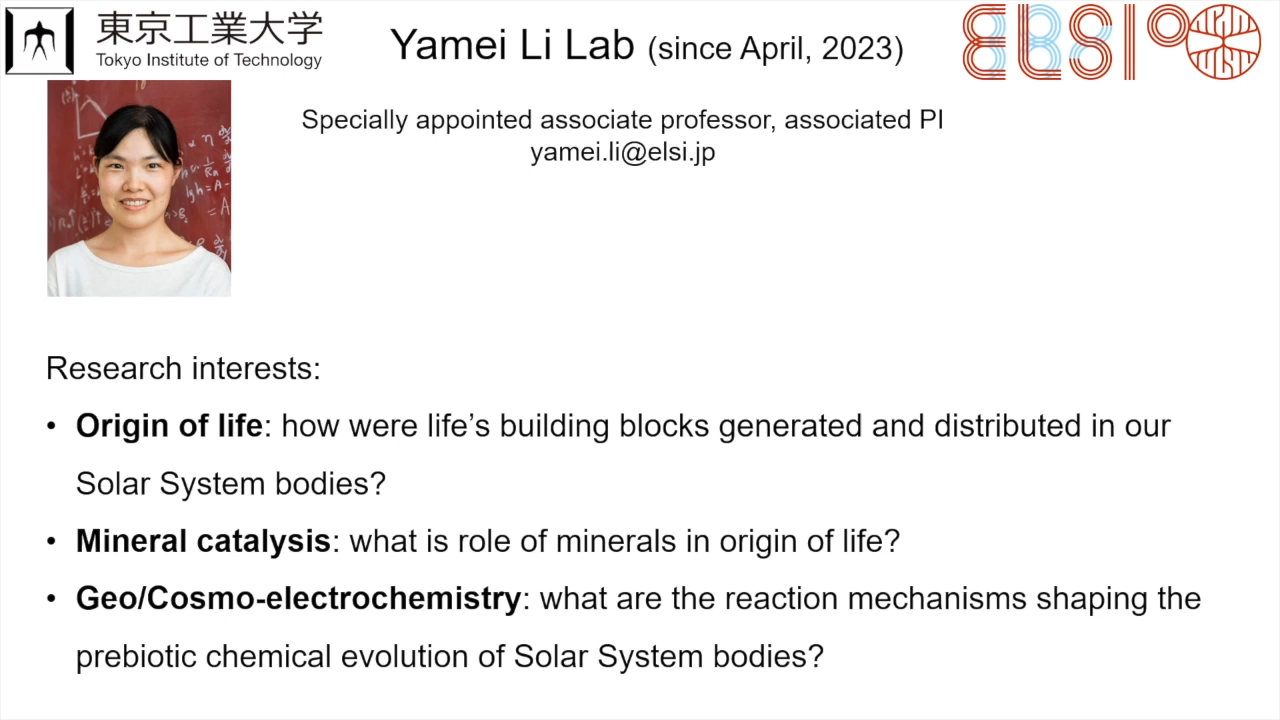 東京工業大学
Tokyo Institute of Technology
Yamei Li Lab (since April, 2023)
ELSI
Specially appointed associate professor, associated PI
yamei.li@elsi.jp
Research interests:
• Origin of life: how were life’s building blocks generated and distributed in our
Solar System bodies?
• Mineral catalysis: what is role of minerals in origin of life?
• Geo/Cosmo-electrochemistry: what are the reaction mechanisms shaping the
prebiotic chemical evolution of Solar System bodies?